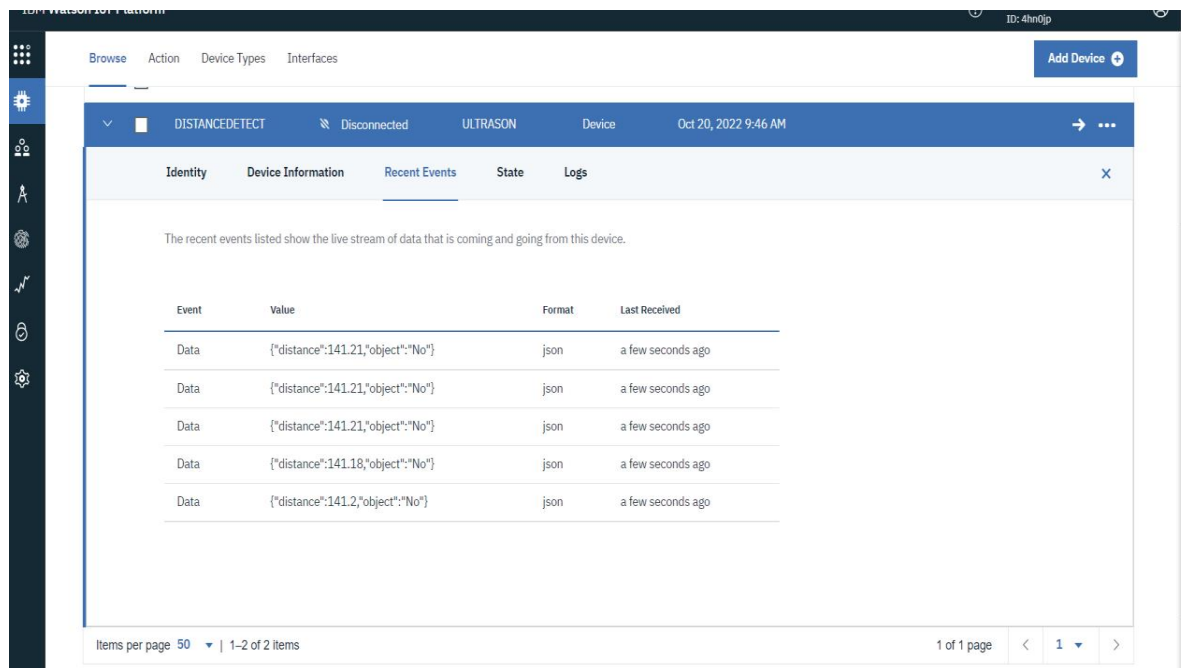 IBM Watson IoT Platform
ID: 4hn0jp
Browse Action Device Types Interfaces Add Device
DISTANCEDETECT Disconnected ULTRASON Device Oct 20, 2022 9:46 AM
Identity Device Information Recent Events State Logs
The recent events listed show the live stream of data that is coming and going from this device.
Event Value Format Last Received
Data {"distance":141.21,"object":"No"} json a few seconds ago
Data {"distance":141.21,"object":"No"} json a few seconds ago
Data {"distance":141.21,"object":"No"} json a few seconds ago
Data {"distance":141.18,"object":"No"} json a few seconds ago
Data {"distance":141.2,"object":"No"} json a few seconds ago
Items per page 50 | 1–2 of 2 items 1 of 1 page < 1 >